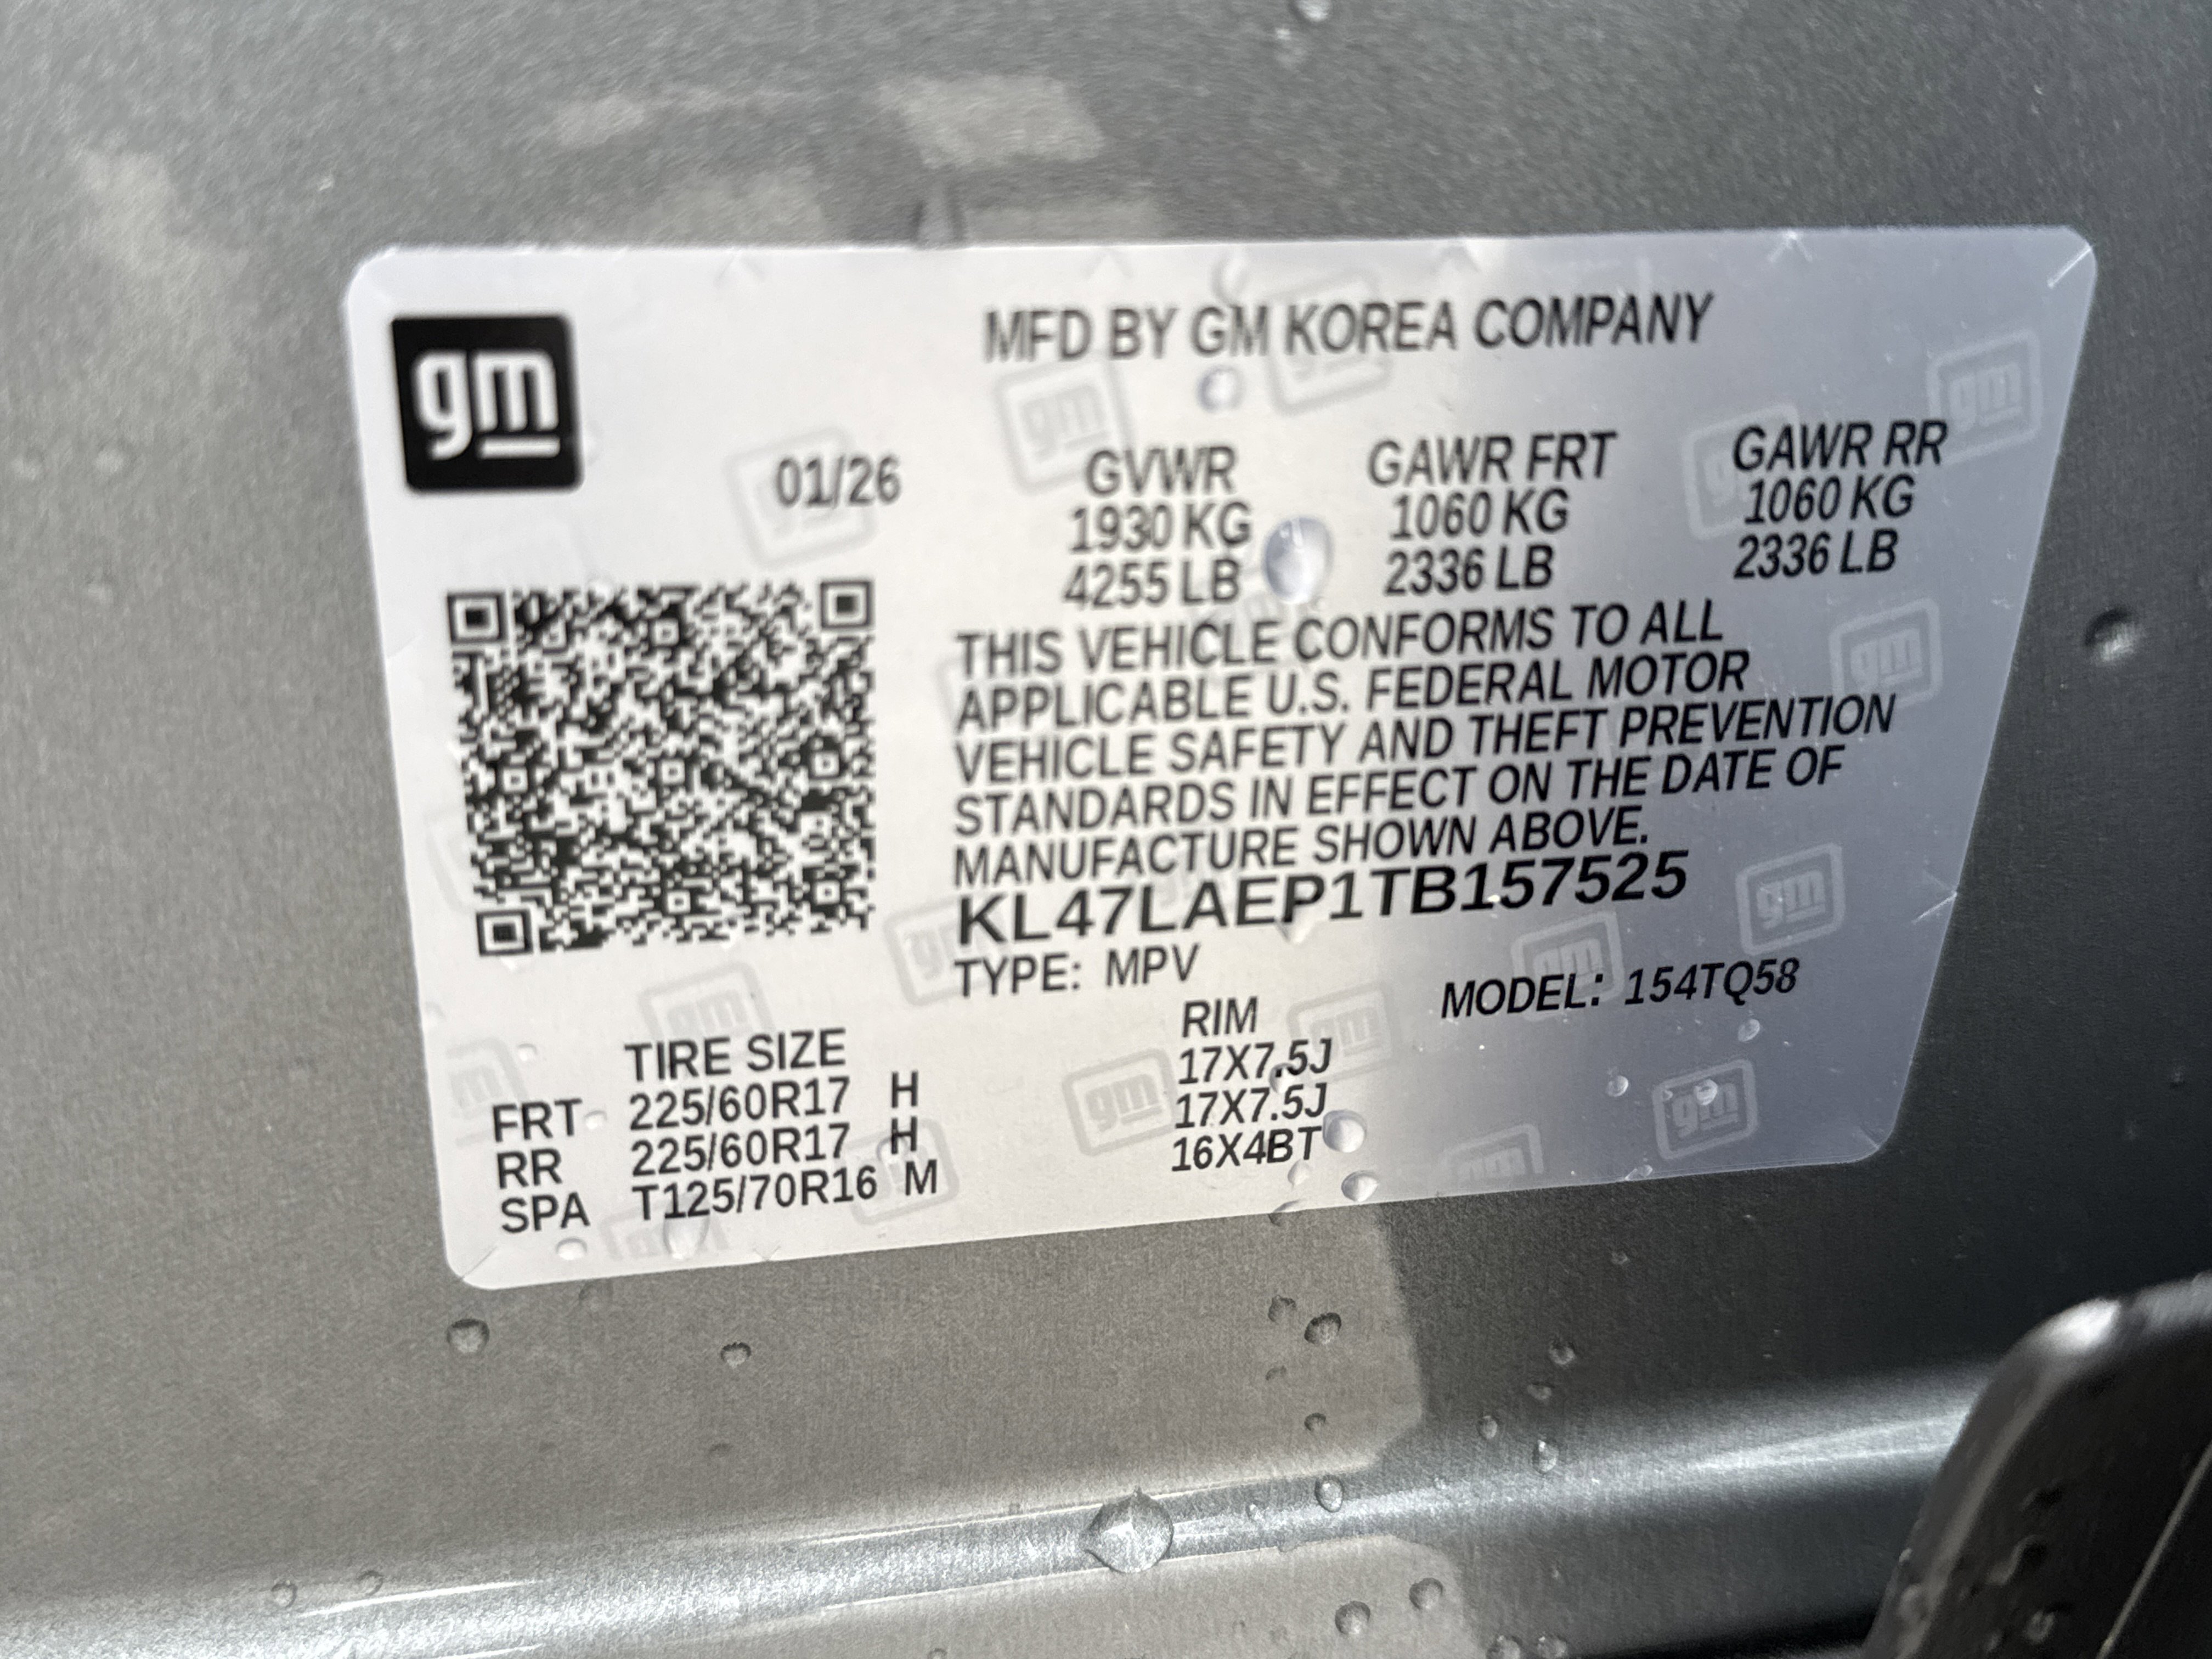 gm
MFD BY GM KOREA COMPANY
01/26
GVWR GAWR FRT GAWR RR
1930 KG 1060 KG 1060 KG
4255 LB 2336 LB 2336 LB
THIS VEHICLE CONFORMS TO ALL
APPLICABLE U.S. FEDERAL MOTOR
VEHICLE SAFETY AND THEFT PREVENTION
STANDARDS IN EFFECT ON THE DATE OF
MANUFACTURE SHOWN ABOVE.
KL47LAEP1TB157525
TYPE: MPV MODEL: 154TQ58
TIRE SIZE RIM
FRT 225/60R17 H 17X7.5J
RR 225/60R17 H 17X7.5J
SPA T125/70R16 M 16X4BT